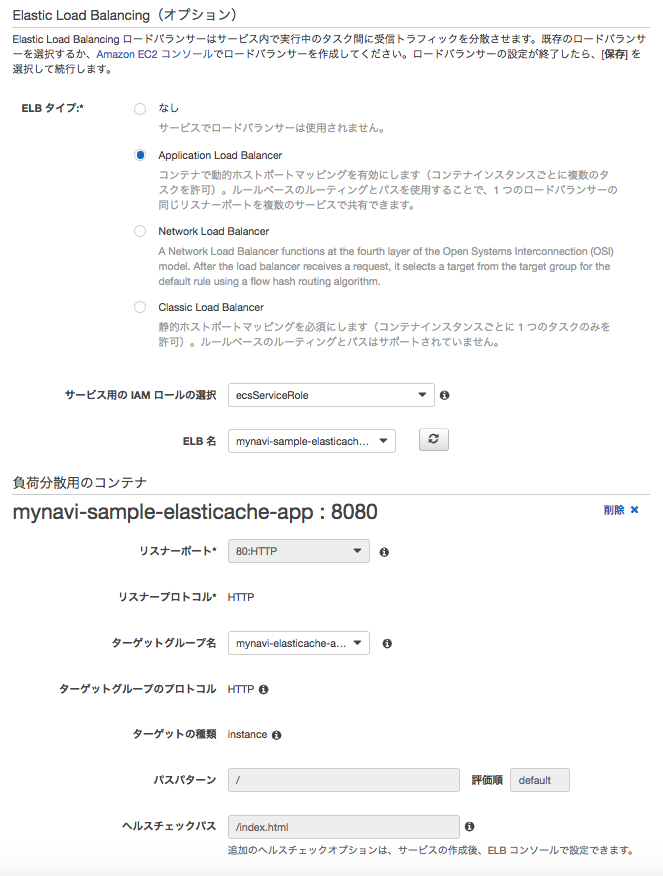 Elastic Load Balancing（オプション）
Elastic Load Balancing ロードバランサーはサービス内で実行中のタスク間に受信トラフィックを分散させます。既存のロードバランサ
ーを選択するか、Amazon EC2 コンソールでロードバランサーを作成してください。ロードバランサーの設定が終了したら、[保存] を
選択して続行します。
ELB タイプ:*
なし
サービスでロードバランサーは使用されません。
Application Load Balancer
コンテナで動的ホストポートマッピングを有効にします（コンテナインスタンスごとに複数のタ
スクを許可）。ルールベースのルーティングとパスを使用することで、1 つのロードバランサーの
同じリスナーポートを複数のサービスで共有できます。
Network Load Balancer
A Network Load Balancer functions at the fourth layer of the Open Systems Interconnection (OSI)
model. After the load balancer receives a request, it selects a target from the target group for the
default rule using a flow hash routing algorithm.
Classic Load Balancer
静的ホストポートマッピングを必須にします（コンテナインスタンスごとに 1 つのタスクのみを
許可）。ルールベースのルーティングとパスはサポートされていません。
サービス用の IAM ロールの選択 ecsServiceRole
ELB 名 mynavi-sample-elasticach...
負荷分散用のコンテナ
mynavi-sample-elasticache-app : 8080 削除
リスナーポート* 80:HTTP
リスナープロトコル* HTTP
ターゲットグループ名 mynavi-elasticache-a...
ターゲットグループのプロトコル HTTP
ターゲットの種類 instance
パスパターン / 評価順 default
ヘルスチェックパス /index.html
追加のヘルスチェックオプションは、サービスの作成後、ELB コンソールで設定できます。